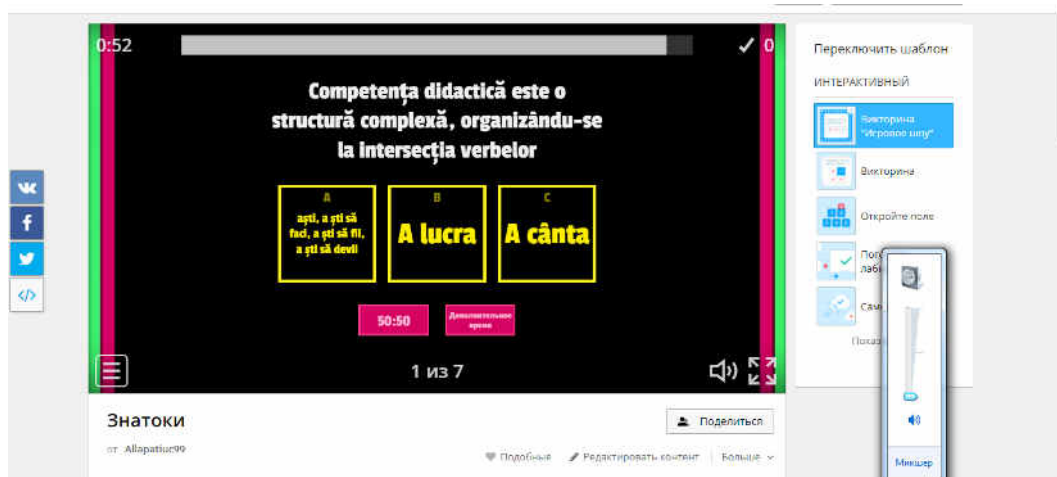 0:52
0
Competența didactică este o
structură complexă, organizându-se
la intersecția verbelor
A
aști, a ști să
faci, a ști să fii,
a ști să devii
B
A lucra
C
A cânta
50:50
Дополнительное
время
1 из 7
Знатоки
от Allapatiuc99
Поделиться
Подобные
Редактировать контент
Больше
Переключить шаблон
ИНТЕРАКТИВНЫЙ
Викторина
"Игровое шоу"
Викторина
Откройте поле
Микшер